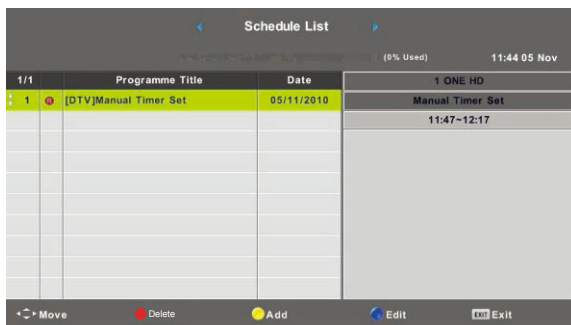 Schedule List
(0% Used) 11:44 05 Nov
1/1 Programme Title Date 1 ONE HD
1 R [DTV]Manual Timer Set 05/11/2010 Manual Timer Set
11:47~12:17
Move Delete Add Edit EXIT Exit